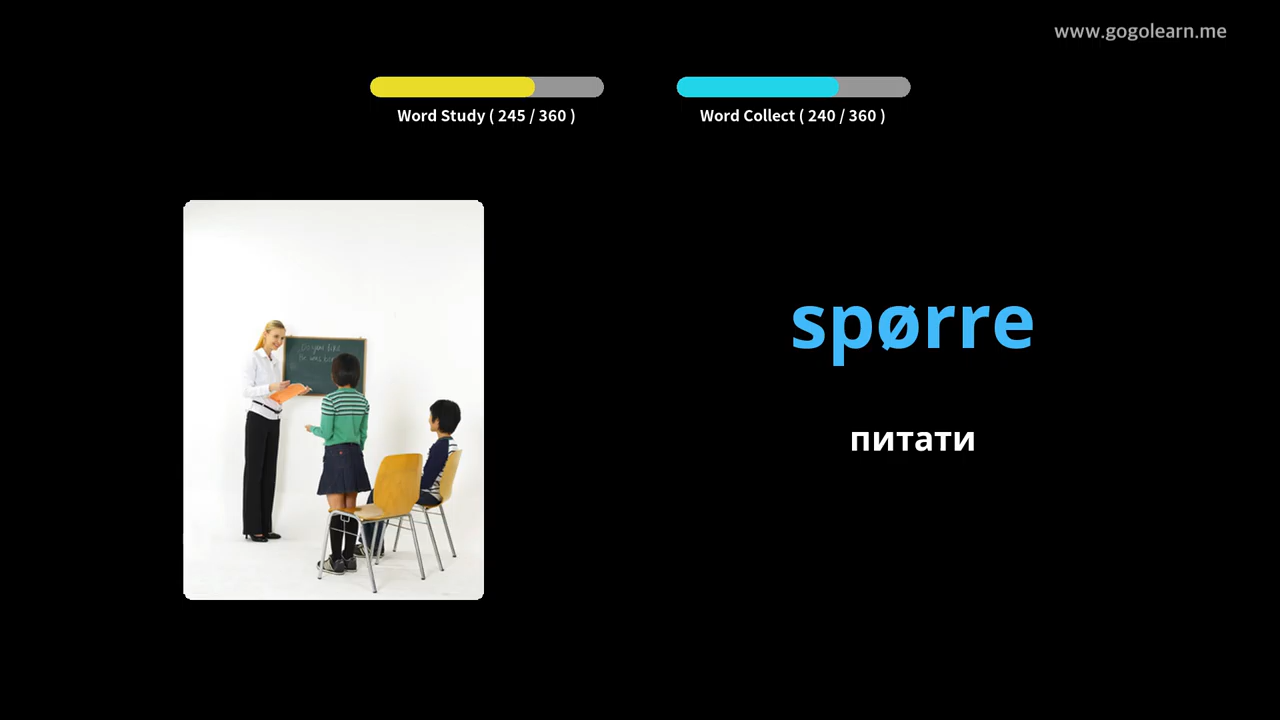 www.gogolearn.me
Word Study ( 245 / 360 )
Word Collect ( 240 / 360 )
spørre
питати